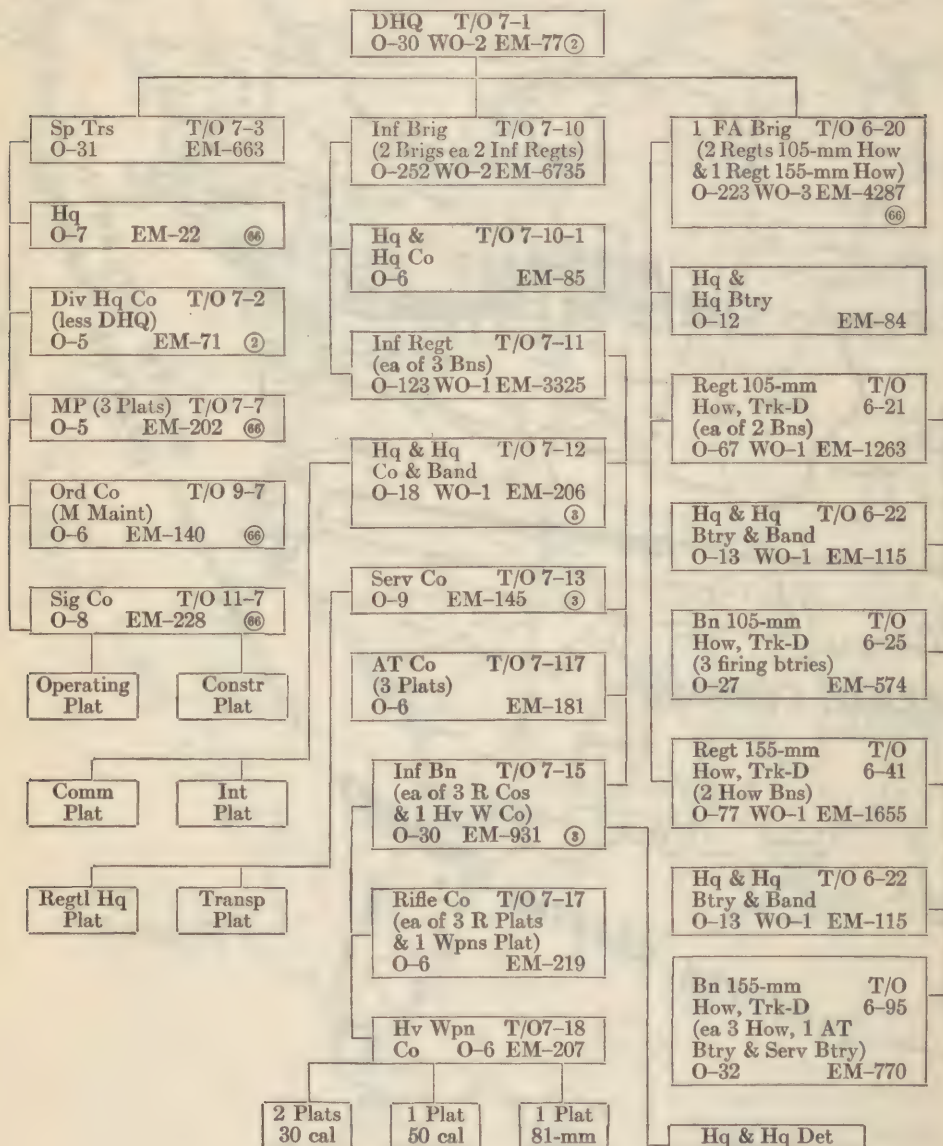 DHQ T/O 7-1
O-30 WO-2 EM-77②
Sp Trs T/O 7-3
O-31 EM-663
Hq
O-7 EM-22 66
Div Hq Co T/O 7-2
(less DHQ)
O-5 EM-71 ②
MP (3 Plats) T/O 7-7
O-5 EM-202 66
Ord Co T/O 9-7
(M Maint)
O-6 EM-140 66
Sig Co T/O 11-7
O-8 EM-228 66
Operating
Plat
Constr
Plat
Comm
Plat
Int
Plat
Regtl Hq
Plat
Transp
Plat
Inf Brig T/O 7-10
(2 Brigs ea 2 Inf Regts)
O-252 WO-2 EM-6735
Hq & T/O 7-10-1
Hq Co
O-6 EM-85
Inf Regt T/O 7-11
(ea of 3 Bns)
O-123 WO-1 EM-3325
Hq & Hq T/O 7-12
Co & Band
O-18 WO-1 EM-206
③
Serv Co T/O 7-13
O-9 EM-145 ③
AT Co T/O 7-117
(3 Plats)
O-6 EM-181
Inf Bn T/O 7-15
(ea of 3 R Cos
& 1 Hv W Co)
O-30 EM-931 ③
Rifle Co T/O 7-17
(ea of 3 R Plats
& 1 Wpns Plat)
O-6 EM-219
Hv Wpn T/O7-18
Co O-6 EM-207
2 Plats
30 cal
1 Plat
50 cal
1 Plat
81-mm
1 FA Brig T/O 6-20
(2 Regts 105-mm How
& 1 Regt 155-mm How)
O-223 WO-3 EM-4287
66
Hq &
Hq Btry
O-12 EM-84
Regt 105-mm T/O
How, Trk-D 6-21
(ea of 2 Bns)
O-67 WO-1 EM-1263
Hq & Hq T/O 6-22
Btry & Band
O-13 WO-1 EM-115
Bn 105-mm T/O
How, Trk-D 6-25
(3 firing btries)
O-27 EM-574
Regt 155-mm T/O
How, Trk-D 6-41
(2 How Bns)
O-77 WO-1 EM-1655
Hq & Hq T/O 6-22
Btry & Band
O-13 WO-1 EM-115
Bn 155-mm T/O
How, Trk-D 6-95
(ea 3 How, 1 AT
Btry & Serv Btry)
O-32 EM-770
Hq & Hq Det